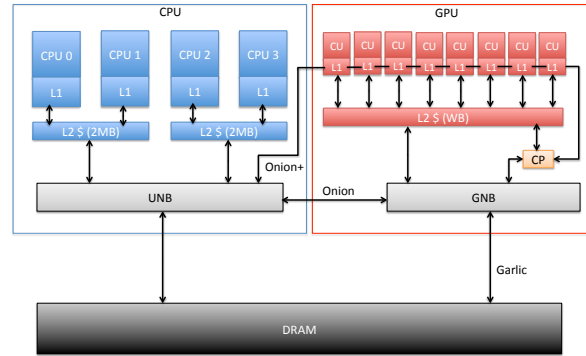 CPU
GPU
CPU 0
CPU 1
CPU 2
CPU 3
L1
L1
L1
L1
CU
CU
CU
CU
CU
CU
CU
CU
L1
L1
L1
L1
L1
L1
L1
L1
L2 $ (2MB)
L2 $ (2MB)
L2 $ (WB)
CP
Onion+
Onion
UNB
GNB
Garlic
DRAM